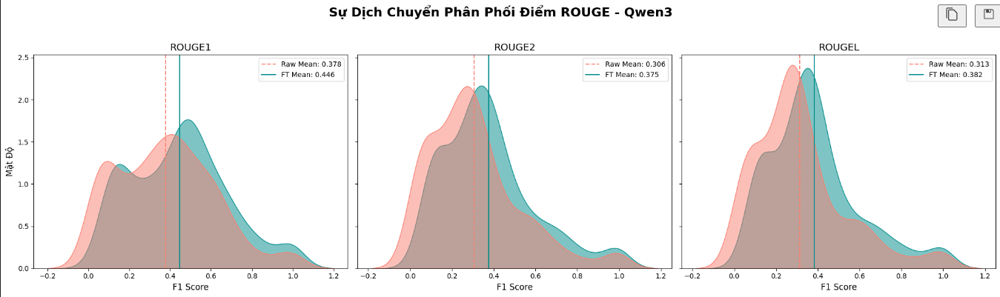 Sự Dịch Chuyển Phân Phối Điểm ROUGE - Qwen3
ROUGE1
Raw Mean: 0.378
FT Mean: 0.446
2.5
2.0
1.5
1.0
0.5
0.0
Mật Độ
−0.2 0.0 0.2 0.4 0.6 0.8 1.0 1.2
F1 Score
ROUGE2
Raw Mean: 0.306
FT Mean: 0.375
−0.2 0.0 0.2 0.4 0.6 0.8 1.0 1.2
F1 Score
ROUGEL
Raw Mean: 0.313
FT Mean: 0.382
−0.2 0.0 0.2 0.4 0.6 0.8 1.0 1.2
F1 Score